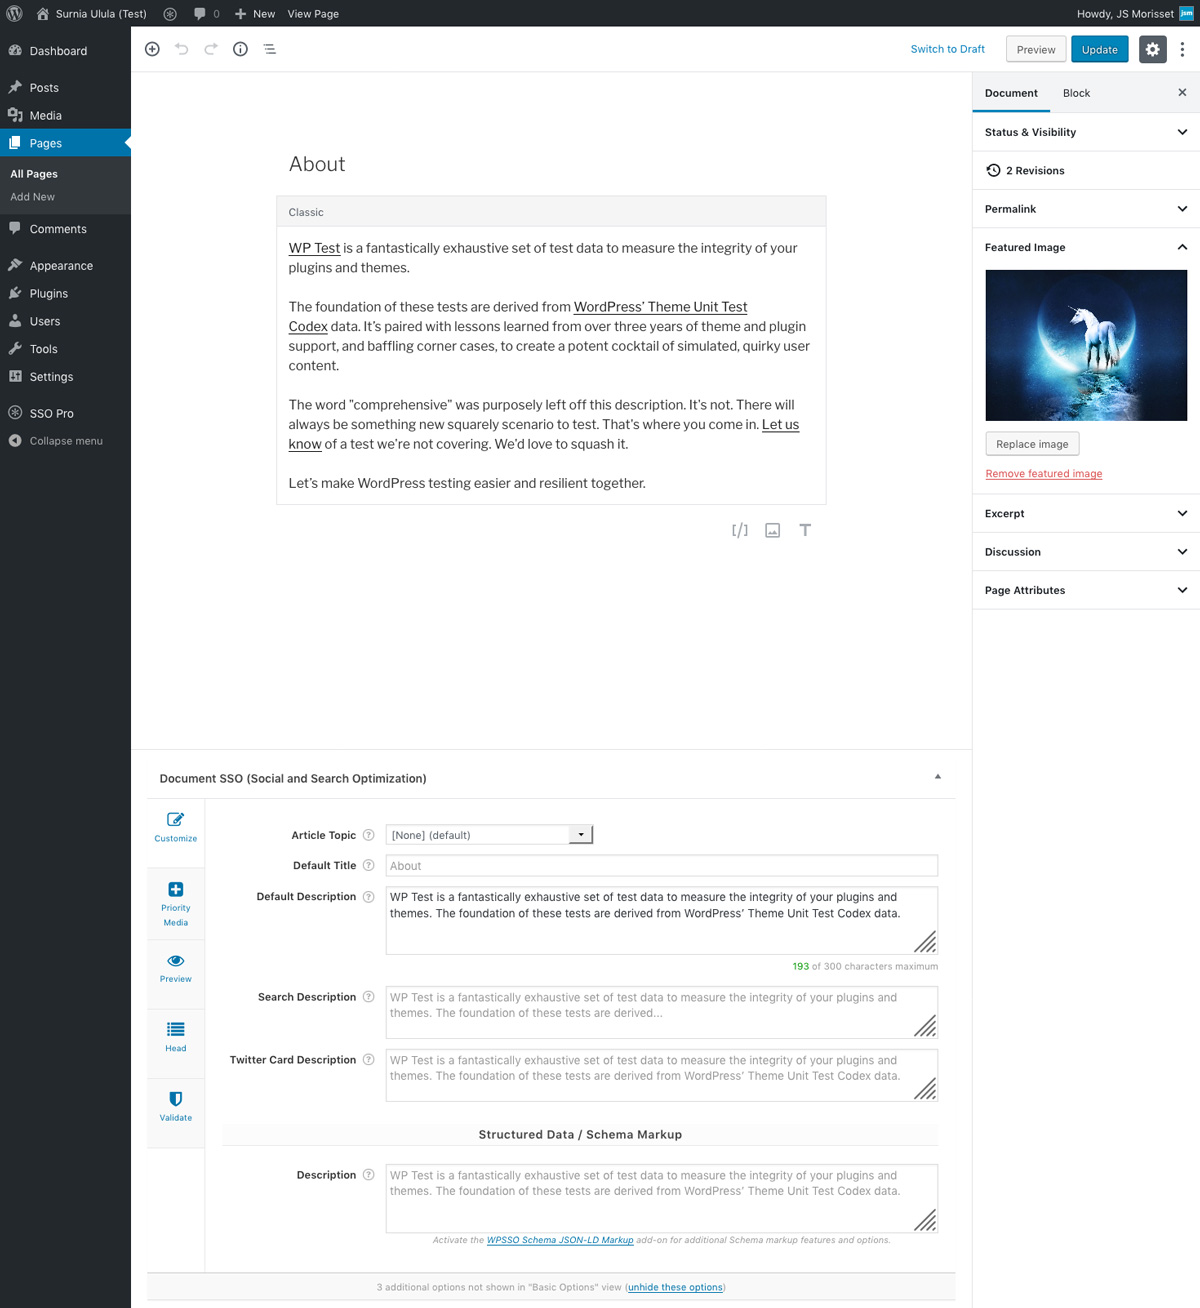 Surnia Ulula (Test) 0 New View Page Howdy, JS Morisset jsm
Dashboard
Posts
Media
Pages
All Pages
Add New
Comments
Appearance
Plugins
Users
Tools
Settings
SSO Pro
Collapse menu
Switch to Draft Preview Update
About
Classic
WP Test is a fantastically exhaustive set of test data to measure the integrity of your
plugins and themes.
The foundation of these tests are derived from WordPress’ Theme Unit Test
Codex data. It’s paired with lessons learned from over three years of theme and plugin
support, and baffling corner cases, to create a potent cocktail of simulated, quirky user
content.
The word "comprehensive" was purposely left off this description. It's not. There will
always be something new squarely scenario to test. That’s where you come in. Let us
know of a test we’re not covering. We’d love to squash it.
Let’s make WordPress testing easier and resilient together.
[/] T
Document Block
Status & Visibility
2 Revisions
Permalink
Featured Image
Replace image
Remove featured image
Excerpt
Discussion
Page Attributes
Document SSO (Social and Search Optimization)
Customize
Priority
Media
Preview
Head
Validate
Article Topic ? [None] (default)
Default Title ? About
Default Description ? WP Test is a fantastically exhaustive set of test data to measure the integrity of your plugins and
themes. The foundation of these tests are derived from WordPress’ Theme Unit Test Codex data.
193 of 300 characters maximum
Search Description ? WP Test is a fantastically exhaustive set of test data to measure the integrity of your plugins and
themes. The foundation of these tests are derived...
Twitter Card Description ? WP Test is a fantastically exhaustive set of test data to measure the integrity of your plugins and
themes. The foundation of these tests are derived from WordPress’ Theme Unit Test Codex data.
Structured Data / Schema Markup
Description ? WP Test is a fantastically exhaustive set of test data to measure the integrity of your plugins and
themes. The foundation of these tests are derived from WordPress’ Theme Unit Test Codex data.
Activate the WPSSO Schema JSON-LD Markup add-on for additional Schema markup features and options.
3 additional options not shown in "Basic Options" view (unhide these options)